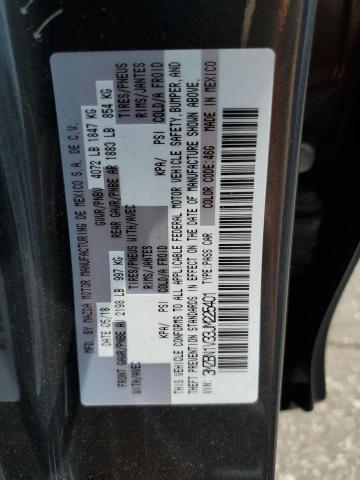 MFD. BY MAZDA MOTOR MANUFACTURING DE MEXICO S.A. DE C.V.
DATE 05/18 GVWR/PNBV 4072 LB 1847 KG
FRONT GAWR/PNBE AV 2198 LB 997 KG REAR GAWR/PNBE AR 1883 LB 854 KG
WITH/AVEC TIRES/PNEUS WITH/AVEC TIRES/PNEUS
RIMS/JANTES RIMS/JANTES
KPA/ PSI COLD/A FROID KPA/ PSI COLD/A FROID
THIS VEHICLE CONFORMS TO ALL APPLICABLE FEDERAL MOTOR VEHICLE SAFETY, BUMPER, AND
THEFT PREVENTION STANDARDS IN EFFECT ON THE DATE OF MANUFACTURE SHOWN ABOVE.
VIN: 3MZBN1V33JM225401 TYPE:PASS.CAR COLOR CODE:46G MADE IN MEXICO